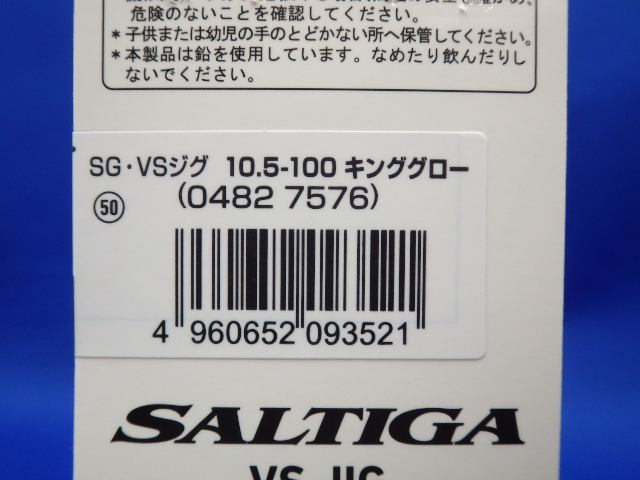 危険のないことを確認してください。
*子供または幼児の手のとどかない所へ保管してください。
*本製品は鉛を使用しています。なめたり飲んだりし
ないでください。
SG・VSジグ 10.5-100 キンググロー
50 (0482 7576)
4 960652 093521
SALTIGA
VS JIG